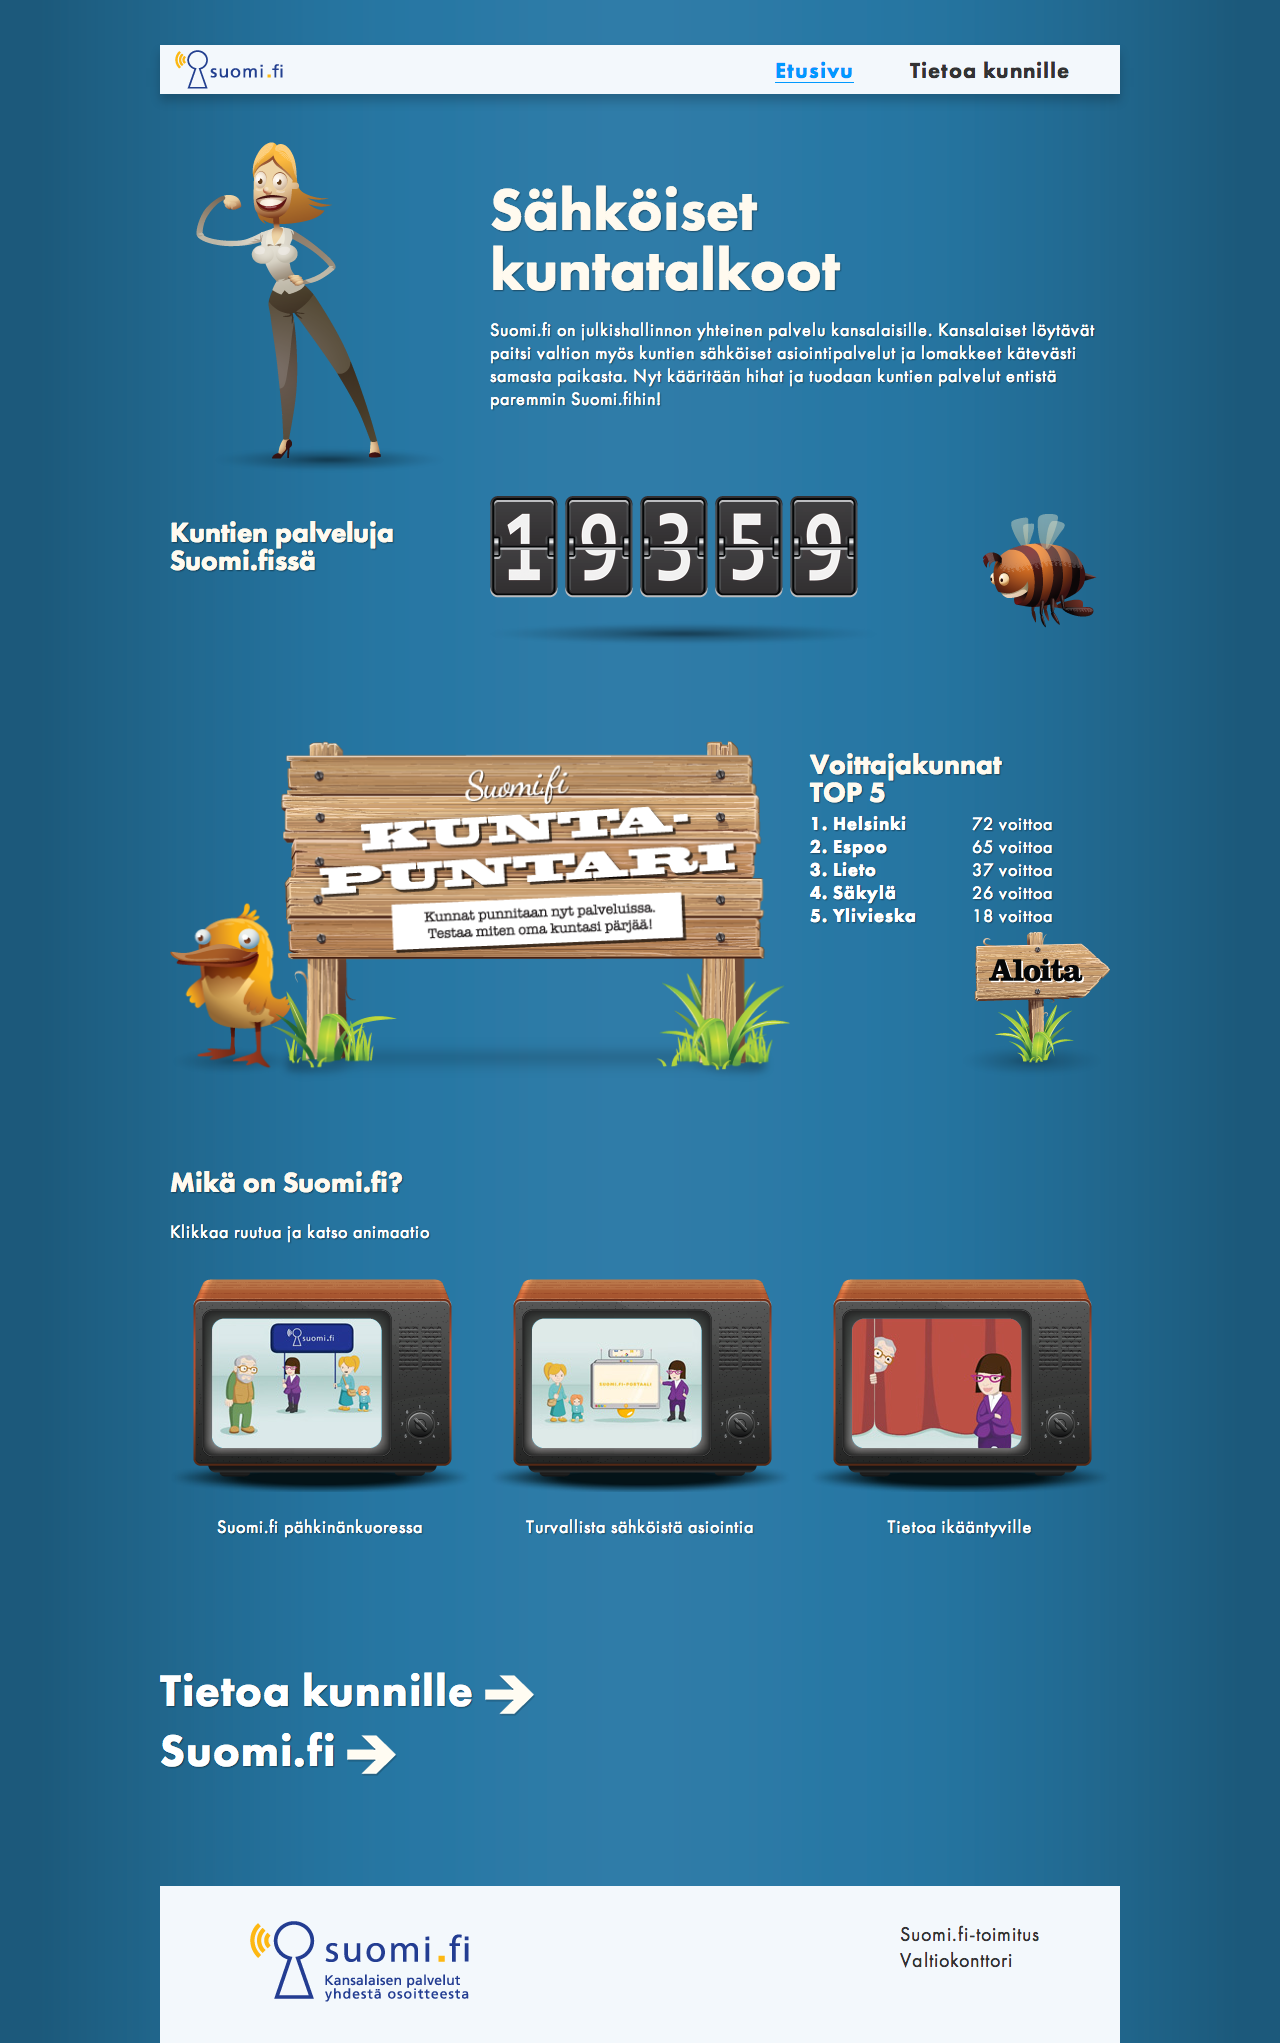 suomi.fi
Etusivu
Tietoa kunnille
Sähköiset
kuntatalkoot
Suomi.fi on julkishallinnon yhteinen palvelu kansalaisille. Kansalaiset löytävät
paitsi valtion myös kuntien sähköiset asiointipalvelut ja lomakkeet kätevästi
samasta paikasta. Nyt kääritään hihat ja tuodaan kuntien palvelut entistä
paremmin Suomi.fihin!
Kuntien palveluja
Suomi.fissä
19359
Suomi.fi
KUNTA-
PUNTARI
Kunnat punnitaan nyt palveluissa.
Testaa miten oma kuntasi pärjää!
Voittajakunnat
TOP 5
1. Helsinki 72 voittoa
2. Espoo 65 voittoa
3. Lieto 37 voittoa
4. Säkylä 26 voittoa
5. Ylivieska 18 voittoa
Aloita
Mikä on Suomi.fi?
Klikkaa ruutua ja katso animaatio
suomi.fi
SUOMI.FI-PORTAALI
Suomi.fi pähkinänkuoressa
Turvallista sähköistä asiointia
Tietoa ikääntyville
Tietoa kunnille
Suomi.fi
suomi.fi
Kansalaisen palvelut
yhdestä osoitteesta
Suomi.fi-toimitus
Valtiokonttori